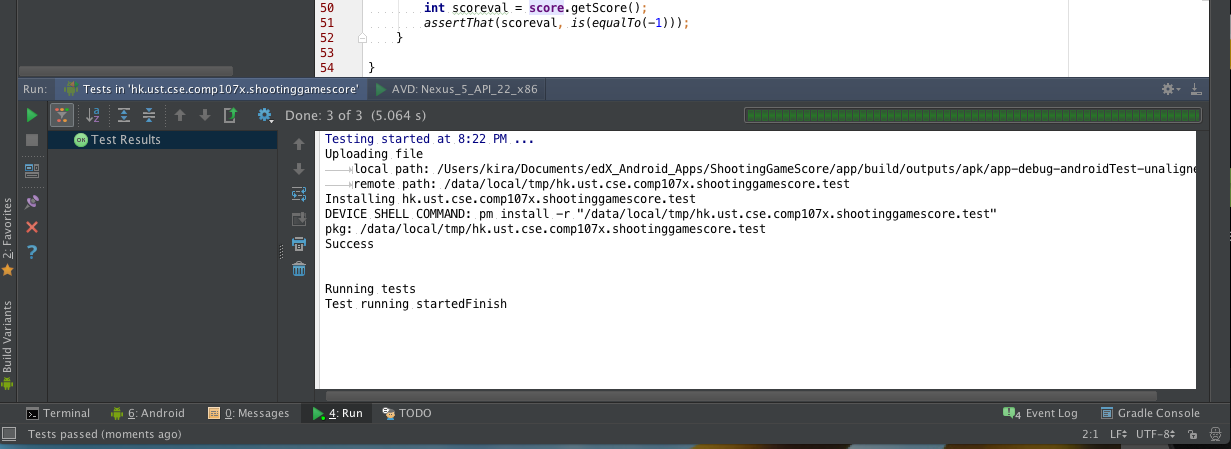 50 int scoreval = score.getScore();
51 assertThat(scoreval, is(equalTo(-1)));
52 }
53
54 }
Run: Tests in 'hk.ust.cse.comp107x.shootinggamescore' AVD: Nexus_5_API_22_x86
Done: 3 of 3 (5.064 s)
OK Test Results
Testing started at 8:22 PM ...
Uploading file
local path: /Users/kira/Documents/edX_Android_Apps/ShootingGameScore/app/build/outputs/apk/app-debug-androidTest-unaligne
remote path: /data/local/tmp/hk.ust.cse.comp107x.shootinggamescore.test
Installing hk.ust.cse.comp107x.shootinggamescore.test
DEVICE SHELL COMMAND: pm install -r "/data/local/tmp/hk.ust.cse.comp107x.shootinggamescore.test"
pkg: /data/local/tmp/hk.ust.cse.comp107x.shootinggamescore.test
Success
Running tests
Test running startedFinish
2: Favorites
Build Variants
Terminal 6: Android 0: Messages 4: Run TODO 4 Event Log Gradle Console
Tests passed (moments ago) 2:1 LF UTF-8